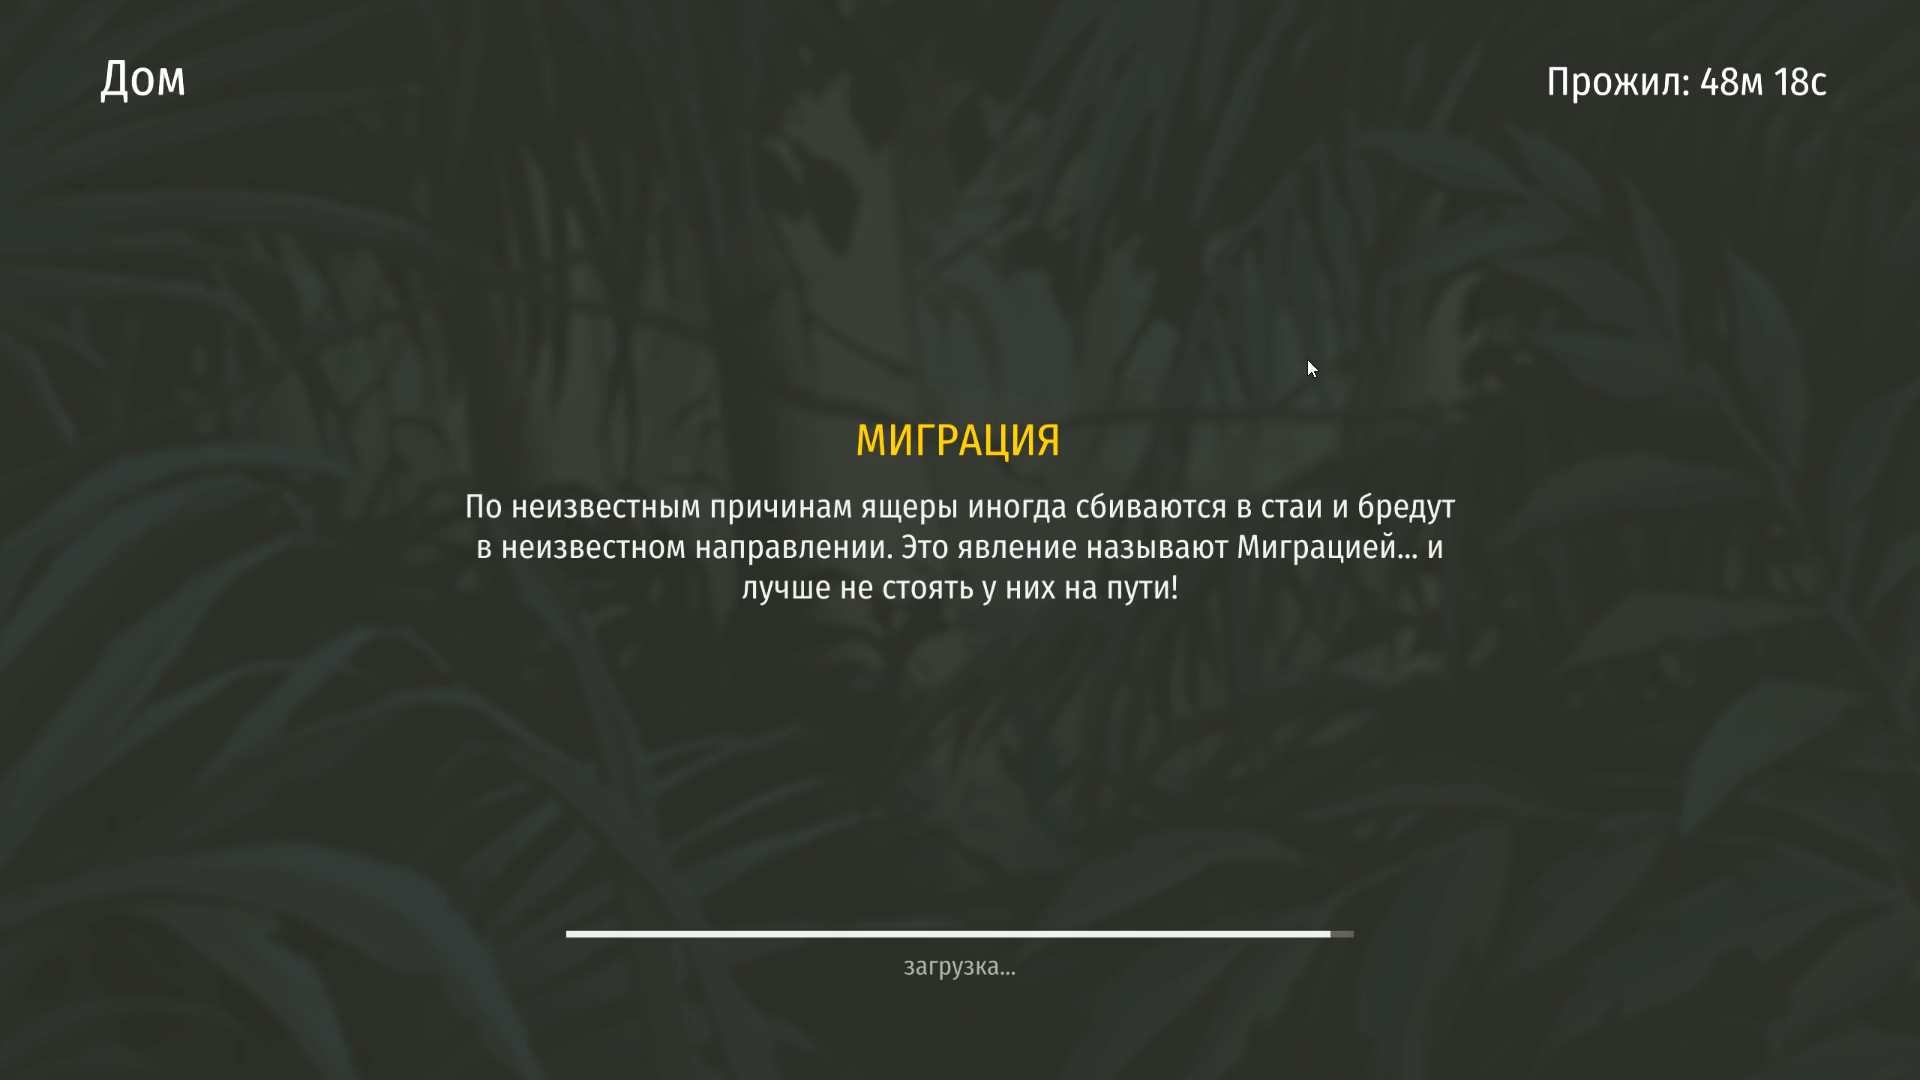 Дом
Прожил: 48м 18с
МИГРАЦИЯ
По неизвестным причинам ящеры иногда сбиваются в стаи и бредут
в неизвестном направлении. Это явление называют Миграцией... и
лучше не стоять у них на пути!
загрузка...